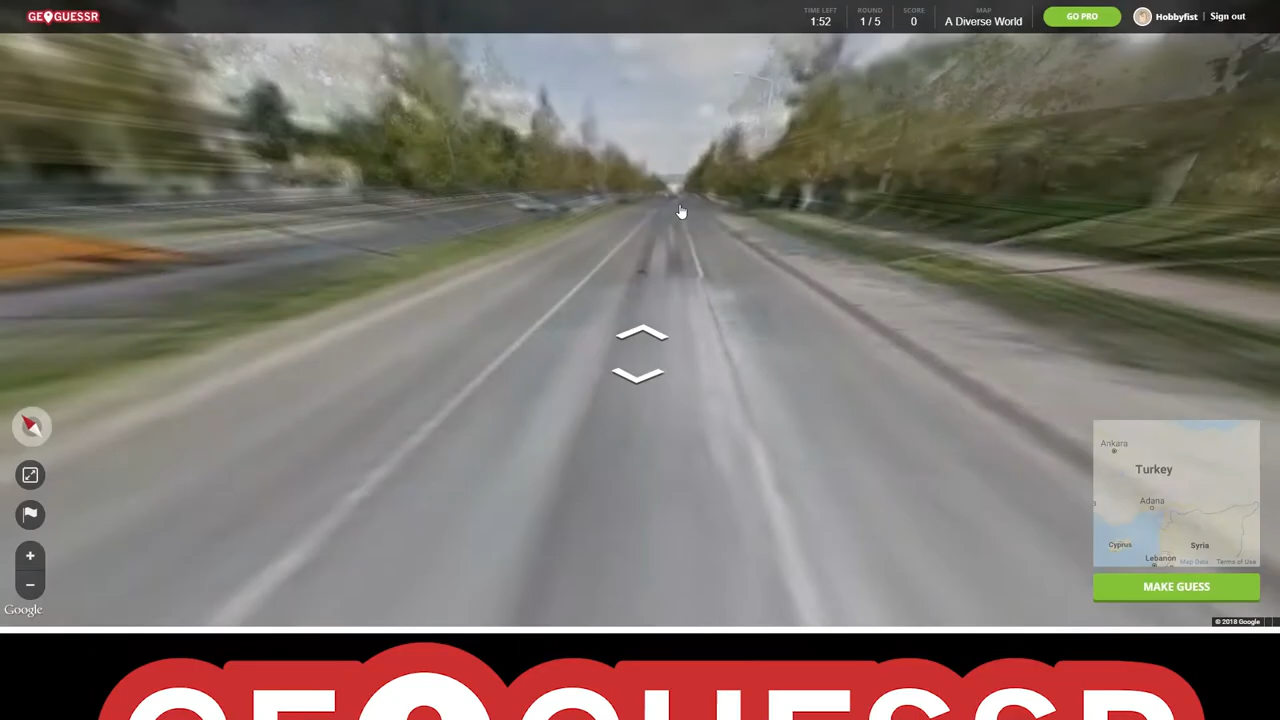 GEOGUESSR
TIME LEFT
1:52
ROUND
1 / 5
SCORE
0
MAP
A Diverse World
GO PRO
Hobbyfist
Sign out
Ankara
Turkey
Adana
Cyprus
Syria
Lebanon
Map Data
Terms of Use
MAKE GUESS
Google
© 2018 Google
GEOGUESSR